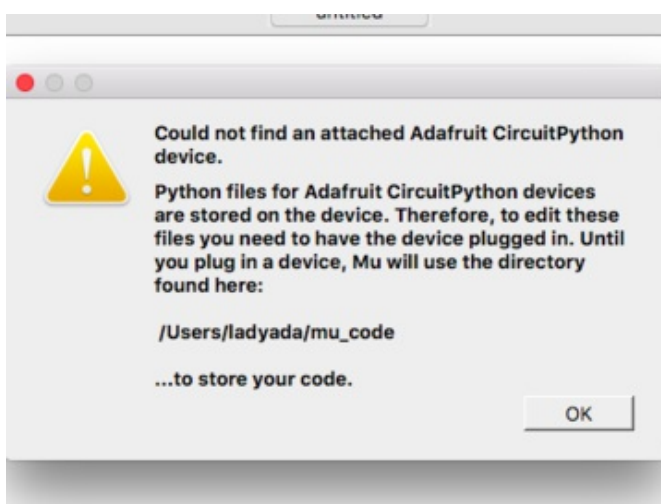 untitled
Could not find an attached Adafruit CircuitPython
device.
Python files for Adafruit CircuitPython devices
are stored on the device. Therefore, to edit these
files you need to have the device plugged in. Until
you plug in a device, Mu will use the directory
found here:
/Users/ladyada/mu_code
...to store your code.
OK